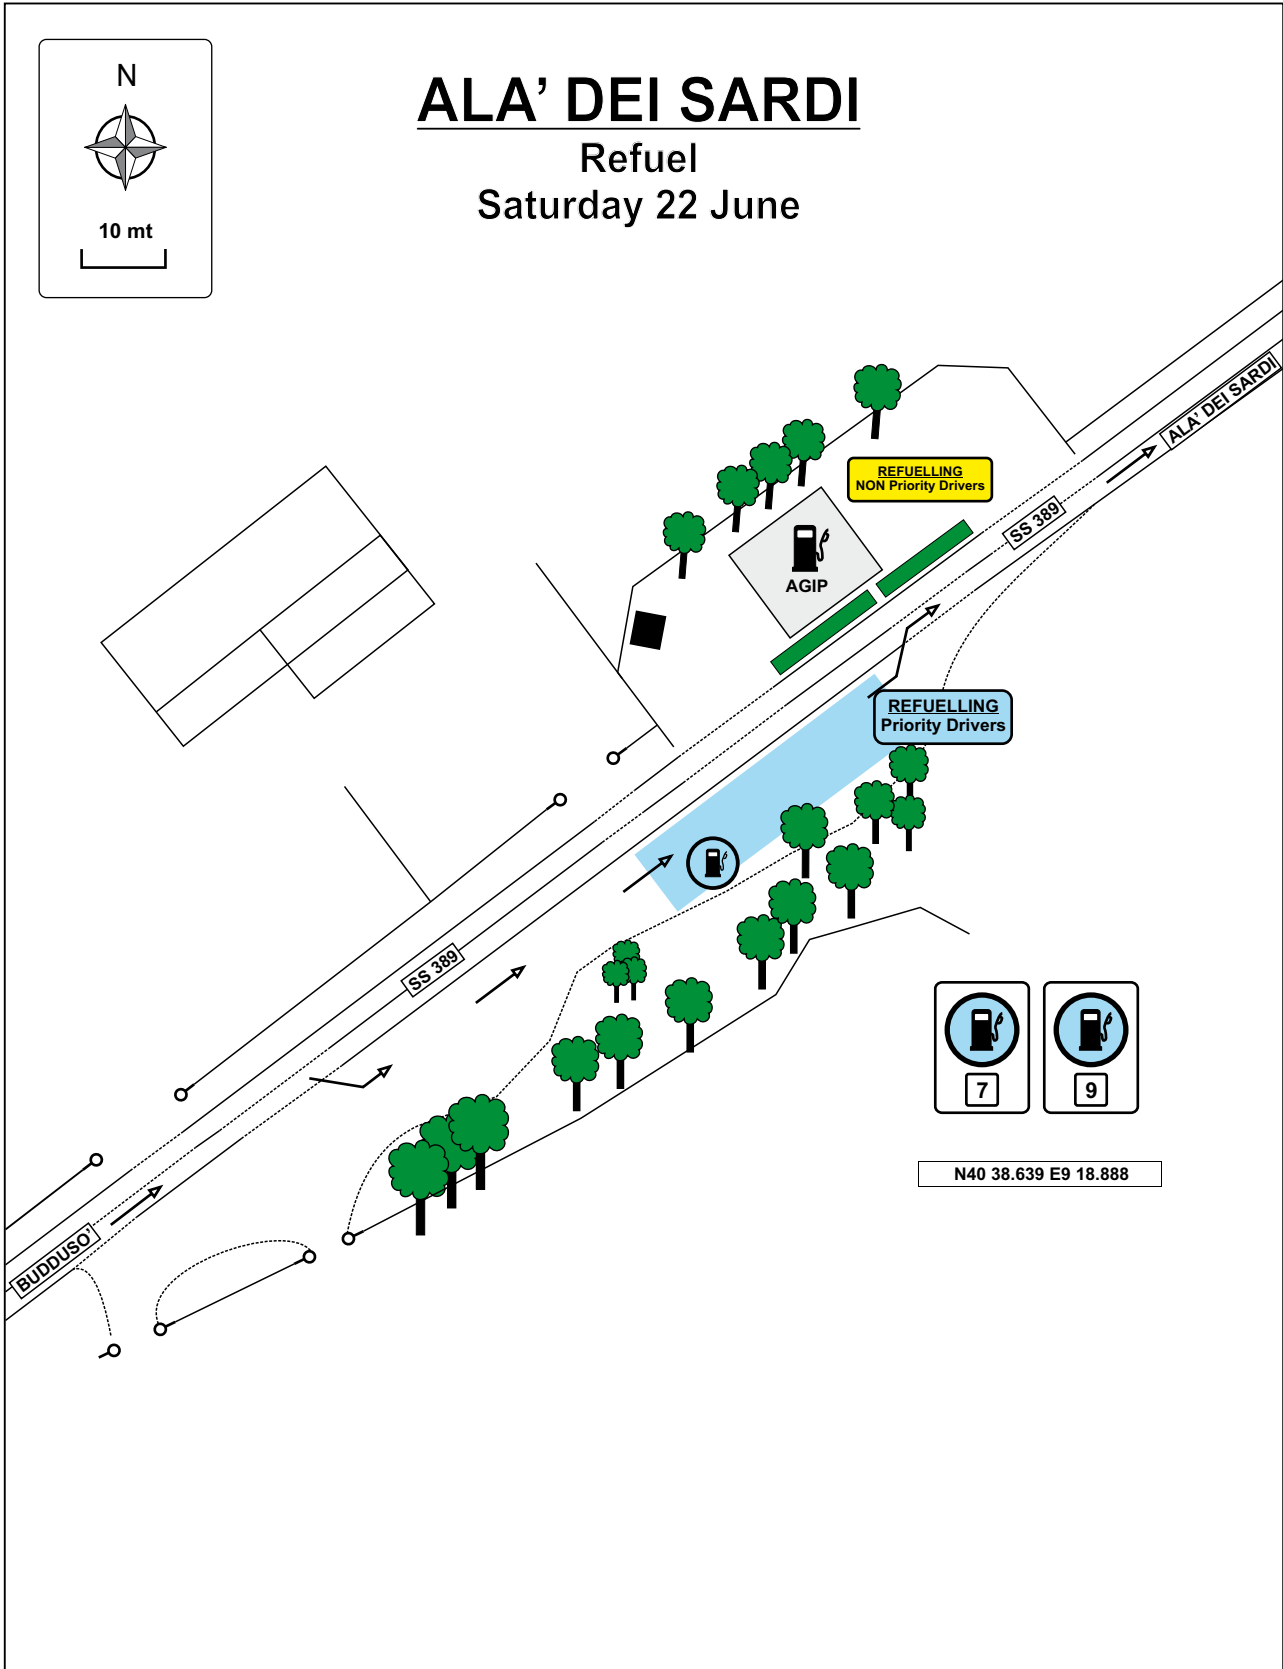 N
10 mt
ALA’ DEI SARDI
Refuel
Saturday 22 June
ALA’ DEI SARDI
REFUELLING
NON Priority Drivers
SS 389
AGIP
REFUELLING
Priority Drivers
SS 389
7
9
N40 38.639 E9 18.888
BUDDUSO’